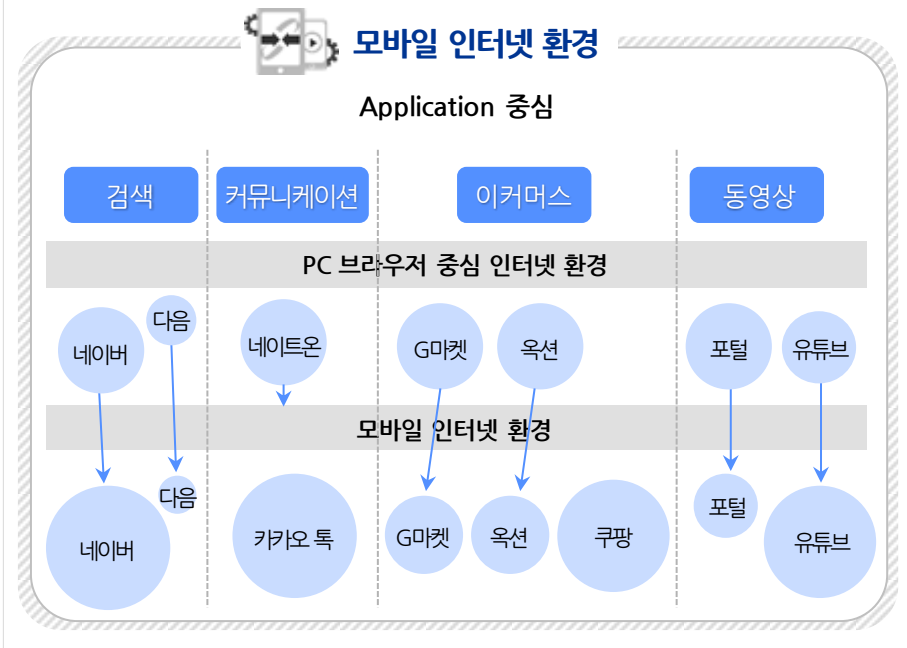 모바일 인터넷 환경
Application 중심
검색
커뮤니케이션
이커머스
동영상
PC 브라우저 중심 인터넷 환경
네이버
다음
네이트온
G마켓
옥션
포털
유튜브
모바일 인터넷 환경
네이버
다음
카카오 톡
G마켓
옥션
쿠팡
포털
유튜브